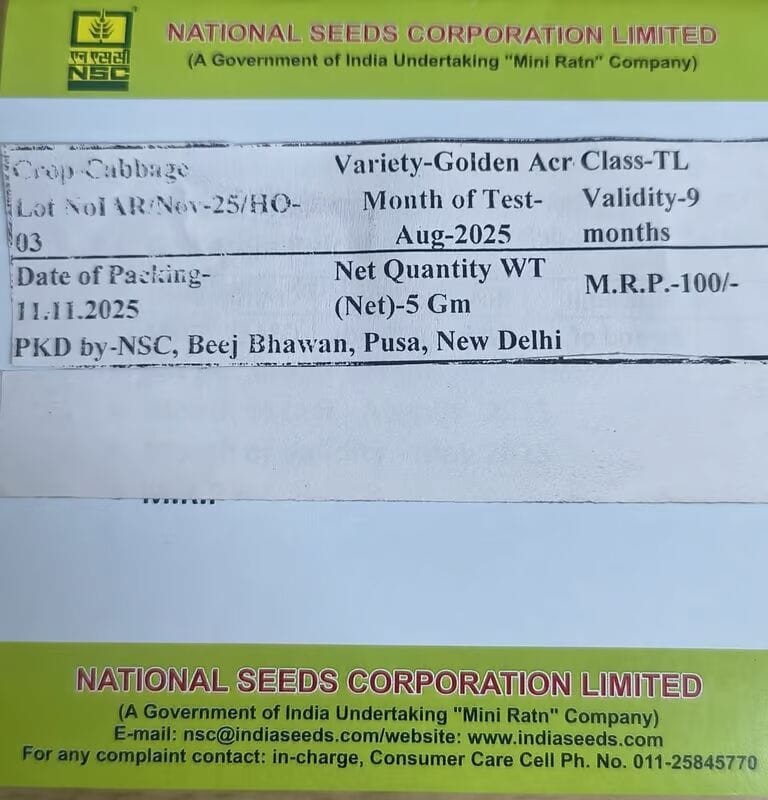 एन एससी
NSC
NATIONAL SEEDS CORPORATION LIMITED
(A Government of India Undertaking "Mini Ratn" Company)
Crop-Cabbage Variety-Golden Acr Class-TL
Lot NoIAR/Nov-25/HO- Month of Test- Validity-9
03 Aug-2025 months
Date of Packing- Net Quantity WT M.R.P.-100/-
11.11.2025 (Net)-5 Gm
PKD by-NSC, Beej Bhawan, Pusa, New Delhi
NATIONAL SEEDS CORPORATION LIMITED
(A Government of India Undertaking "Mini Ratn" Company)
E-mail: nsc@indiaseeds.com/website: www.indiaseeds.com
For any complaint contact: in-charge, Consumer Care Cell Ph. No. 011-25845770